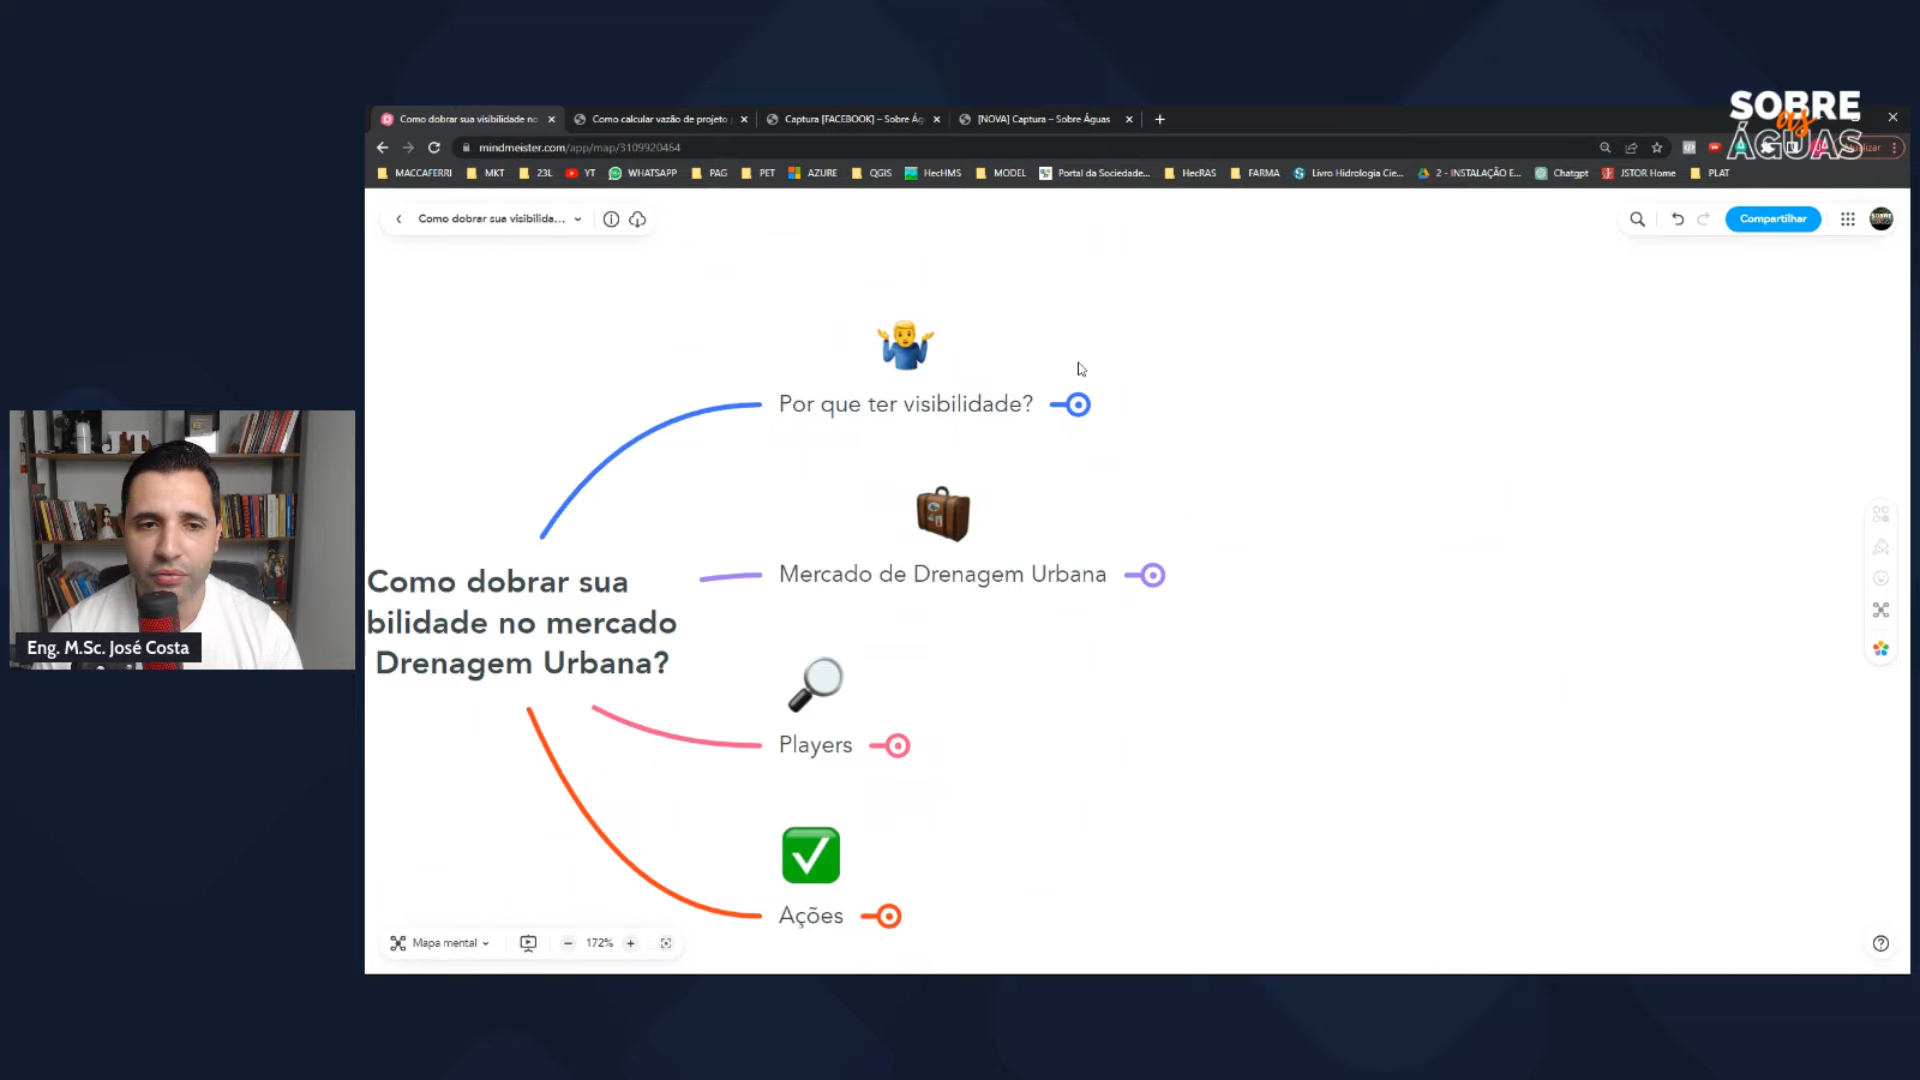 SOBRE
as
ÁGUAS
Como dobrar sua visibilidade no
Como calcular vazão de projeto
Captura [FACEBOOK] – Sobre Ág
[NOVA] Captura – Sobre Águas
mindmeister.com/app/map/3109920464
MACCAFERRI MKT 23L YT WHATSAPP PAG PET AZURE QGIS HecHMS MODEL Portal da Sociedade... HecRAS FARMA Livro Hidrologia Cie... 2 - INSTALAÇÃO E... Chatgpt JSTOR Home PLAT
Como dobrar sua visibilida...
Compartilhar
Por que ter visibilidade?
Mercado de Drenagem Urbana
Como dobrar sua
bilidade no mercado
Drenagem Urbana?
Players
Ações
Mapa mental
172%
JT
Eng. M.Sc. José Costa